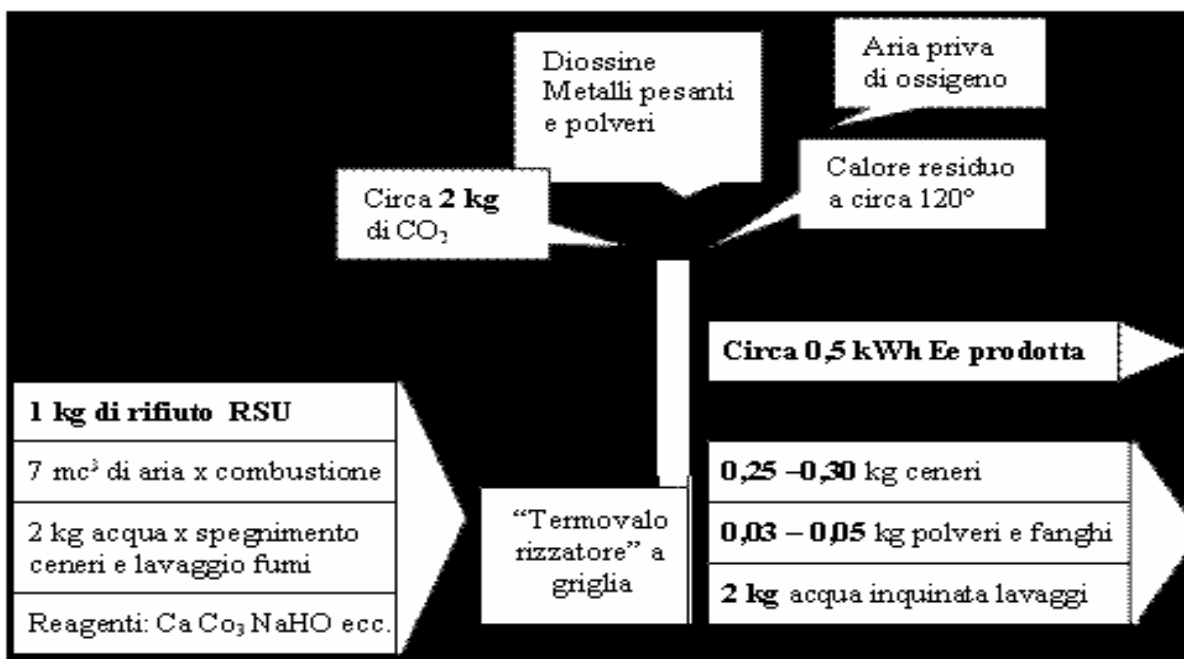 Diossine
Metalli pesanti
e polveri
Aria priva
di ossigeno
Circa 2 kg
di CO₂
Calore residuo
a circa 120°
Circa 0,5 kWh Ee prodotta
1 kg di rifiuto RSU
7 mc³ di aria x combustione
2 kg acqua x spegnimento
ceneri e lavaggio fumi
Reagenti: Ca Co₃ NaHO ecc.
“Termovalo
rizzatore” a
griglia
0,25 –0,30 kg ceneri
0,03 – 0,05 kg polveri e fanghi
2 kg acqua inquinata lavaggi